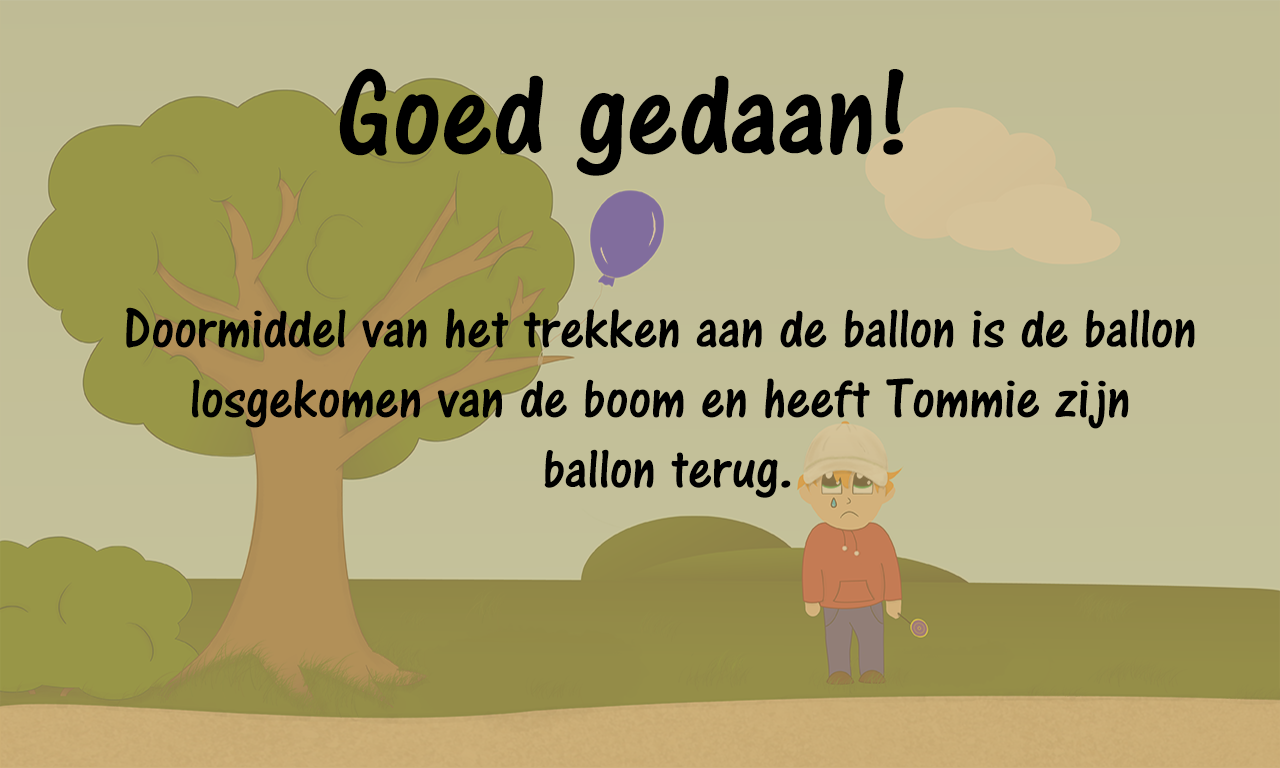 Goed gedaan!
Doormiddel van het trekken aan de ballon is de ballon
losgekomen van de boom en heeft Tommie zijn
ballon terug.